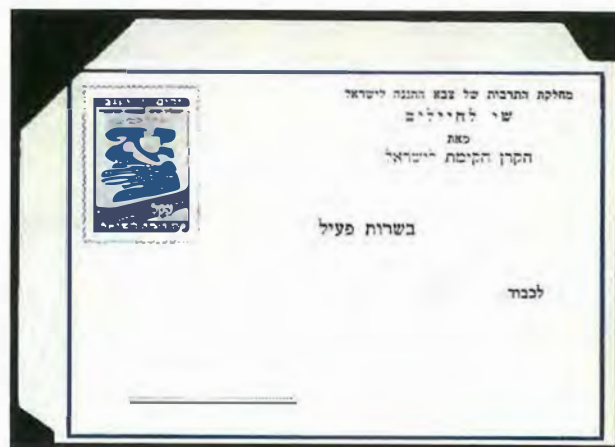 מחלקת התרבות של צבא ההגנה לישראל
שי לחיילים
מאת
הקרן הקימת לישראל
בשרות פעיל
לכבוד